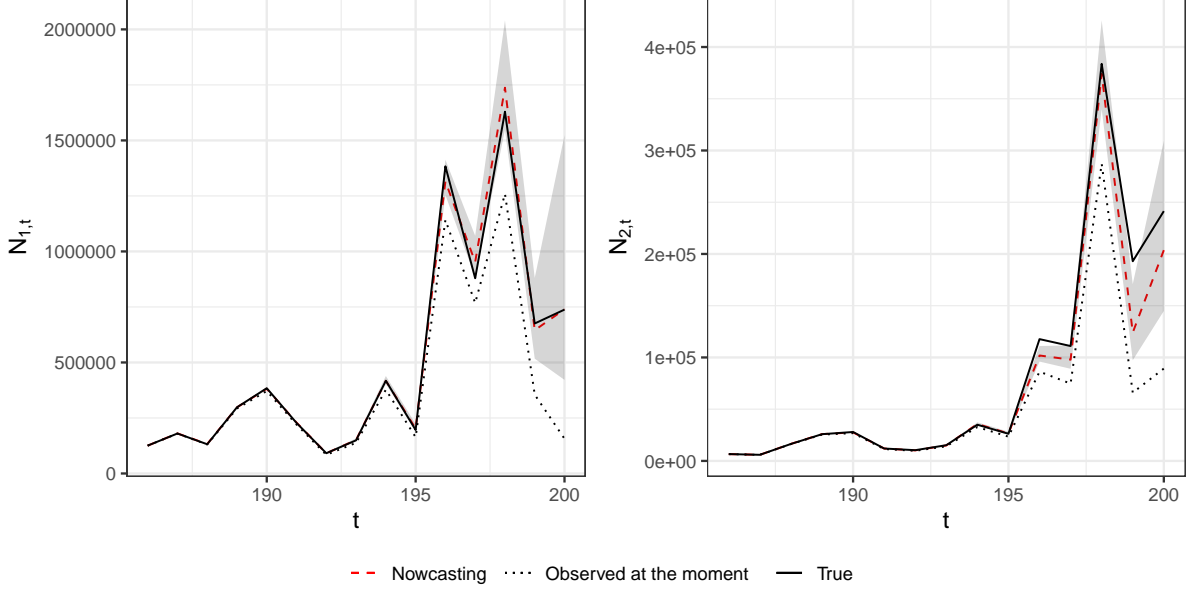 2000000
1500000
1000000
500000
0
N1,t
190
195
200
t
4e+05
3e+05
2e+05
1e+05
0e+00
N2,t
190
195
200
t
Nowcasting
Observed at the moment
True